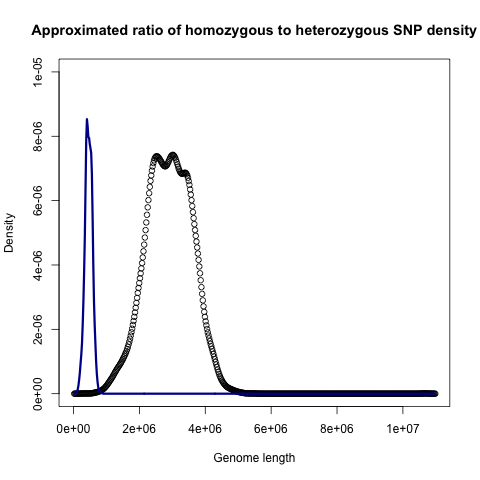 Approximated ratio of homozygous to heterozygous SNP density
1e-05
8e-06
6e-06
4e-06
2e-06
0e+00
Density
0e+00 2e+06 4e+06 6e+06 8e+06 1e+07
Genome length